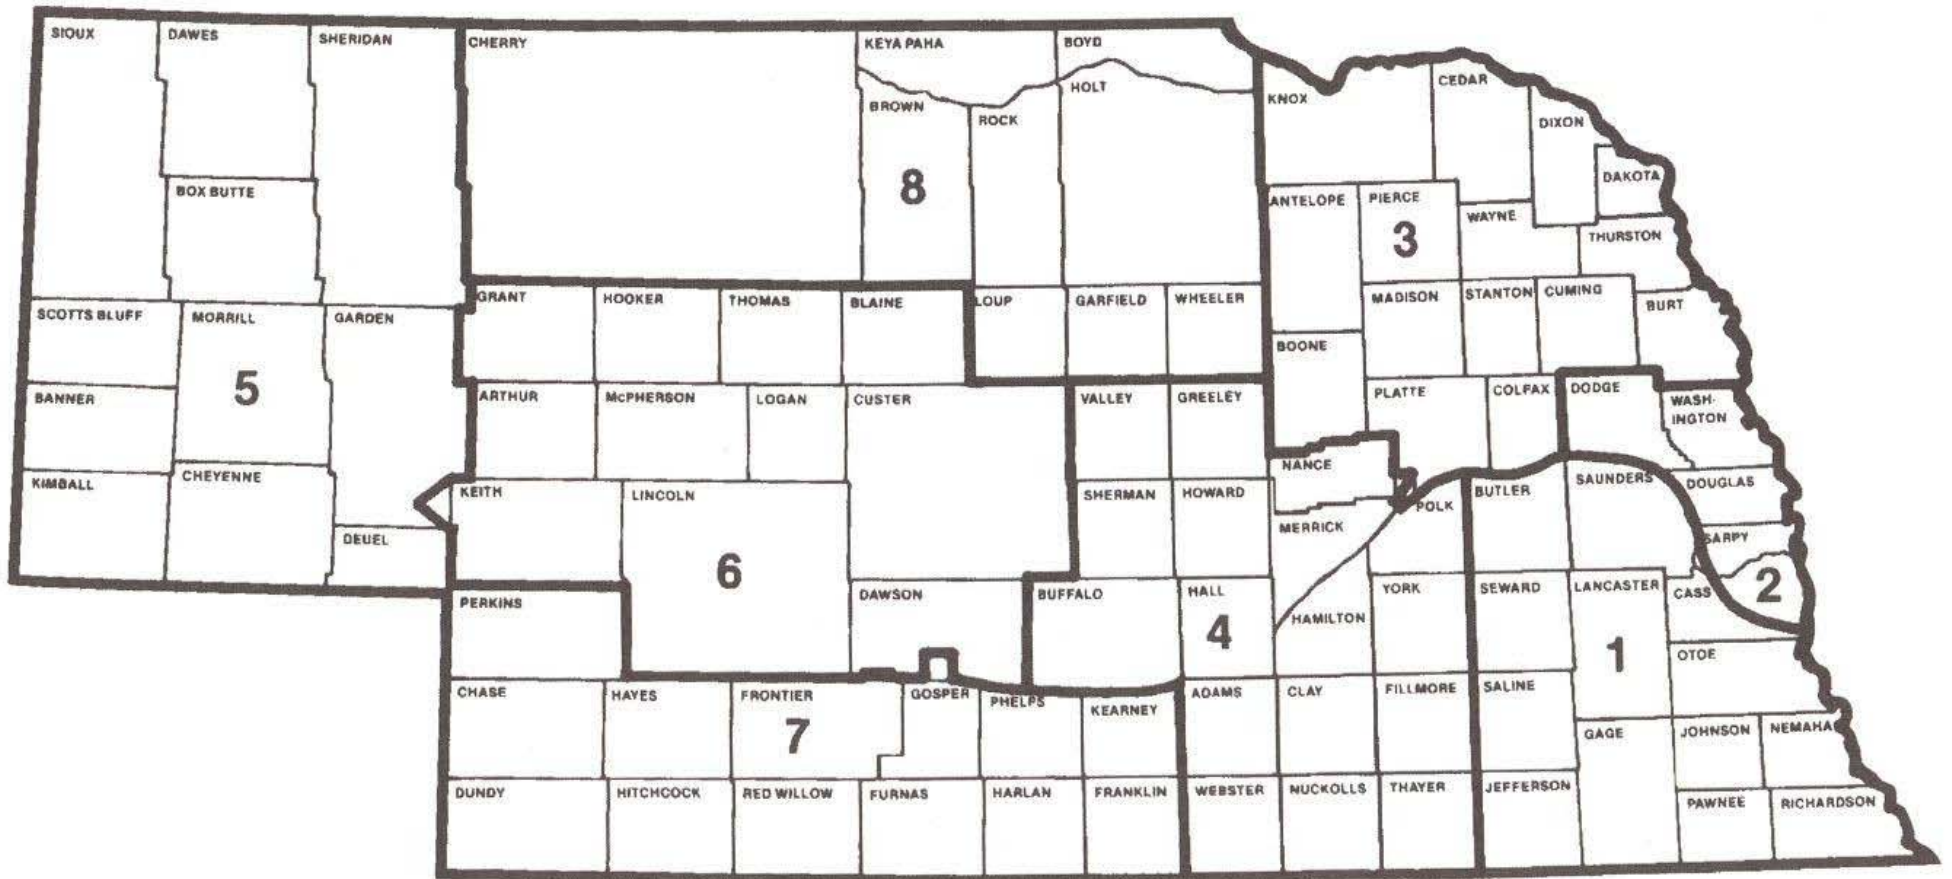 SIOUX
DAWES
SHERIDAN
CHERRY
KEYA PAHA
BOYD
HOLT
BROWN
ROCK
KNOX
CEDAR
DIXON
DAKOTA
BOX BUTTE
8
ANTELOPE
PIERCE
3
WAYNE
THURSTON
GRANT
HOOKER
THOMAS
BLAINE
LOUP
GARFIELD
WHEELER
MADISON
STANTON
CUMING
BURT
SCOTTS BLUFF
MORRILL
GARDEN
BOONE
5
BANNER
ARTHUR
McPHERSON
LOGAN
CUSTER
VALLEY
GREELEY
PLATTE
COLFAX
DODGE
WASH-
INGTON
KIMBALL
CHEYENNE
KEITH
LINCOLN
SHERMAN
HOWARD
NANCE
MERRICK
POLK
BUTLER
SAUNDERS
DOUGLAS
DEUEL
SARPY
6
2
PERKINS
DAWSON
BUFFALO
HALL
4
HAMILTON
YORK
SEWARD
LANCASTER
CASS
1
OTOE
CHASE
HAYES
FRONTIER
7
GOSPER
PHELPS
KEARNEY
ADAMS
CLAY
FILLMORE
SALINE
GAGE
JOHNSON
NEMAHA
DUNDY
HITCHCOCK
RED WILLOW
FURNAS
HARLAN
FRANKLIN
WEBSTER
NUCKOLLS
THAYER
JEFFERSON
PAWNEE
RICHARDSON